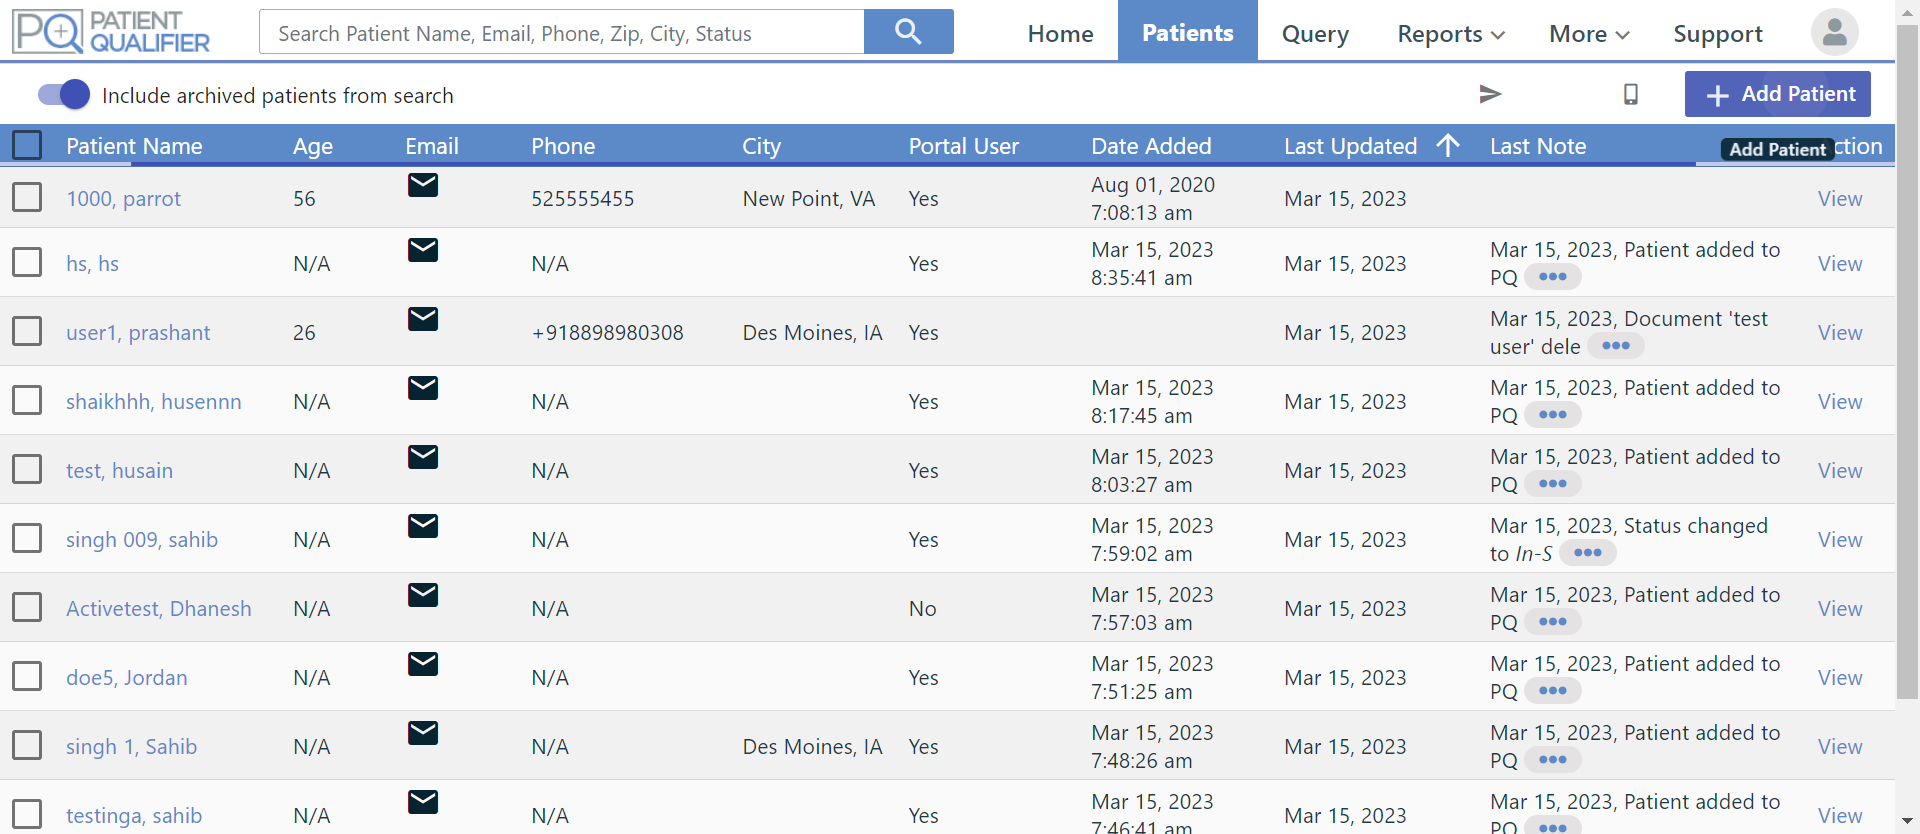 PQ PATIENT QUALIFIER
Search Patient Name, Email, Phone, Zip, City, Status
Home Patients Query Reports More Support
Include archived patients from search
Add Patient
Patient Name Age Email Phone City Portal User Date Added Last Updated Last Note Add Patient ction
1000, parrot 56 525555455 New Point, VA Yes Aug 01, 2020 7:08:13 am Mar 15, 2023 View
hs, hs N/A N/A Yes Mar 15, 2023 8:35:41 am Mar 15, 2023 Mar 15, 2023, Patient added to PQ ••• View
user1, prashant 26 +918898980308 Des Moines, IA Yes Mar 15, 2023 Mar 15, 2023, Document 'test user' dele ••• View
shaikhhh, husennn N/A N/A Yes Mar 15, 2023 8:17:45 am Mar 15, 2023 Mar 15, 2023, Patient added to PQ ••• View
test, husain N/A N/A Yes Mar 15, 2023 8:03:27 am Mar 15, 2023 Mar 15, 2023, Patient added to PQ ••• View
singh 009, sahib N/A N/A Yes Mar 15, 2023 7:59:02 am Mar 15, 2023 Mar 15, 2023, Status changed to In-S ••• View
Activetest, Dhanesh N/A N/A No Mar 15, 2023 7:57:03 am Mar 15, 2023 Mar 15, 2023, Patient added to PQ ••• View
doe5, Jordan N/A N/A Yes Mar 15, 2023 7:51:25 am Mar 15, 2023 Mar 15, 2023, Patient added to PQ ••• View
singh 1, Sahib N/A N/A Des Moines, IA Yes Mar 15, 2023 7:48:26 am Mar 15, 2023 Mar 15, 2023, Patient added to PQ ••• View
testinga, sahib N/A N/A Yes Mar 15, 2023 7:46:41 am Mar 15, 2023 Mar 15, 2023, Patient added to PQ ••• View